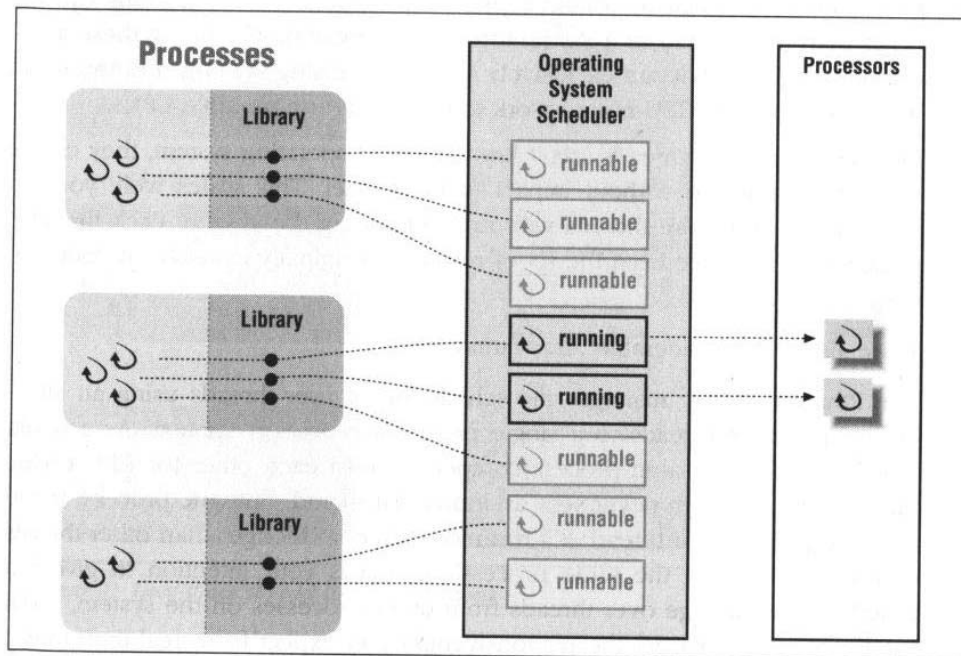 Processes
Library
Library
Library
Operating
System
Scheduler
runnable
runnable
runnable
running
running
runnable
runnable
runnable
Processors